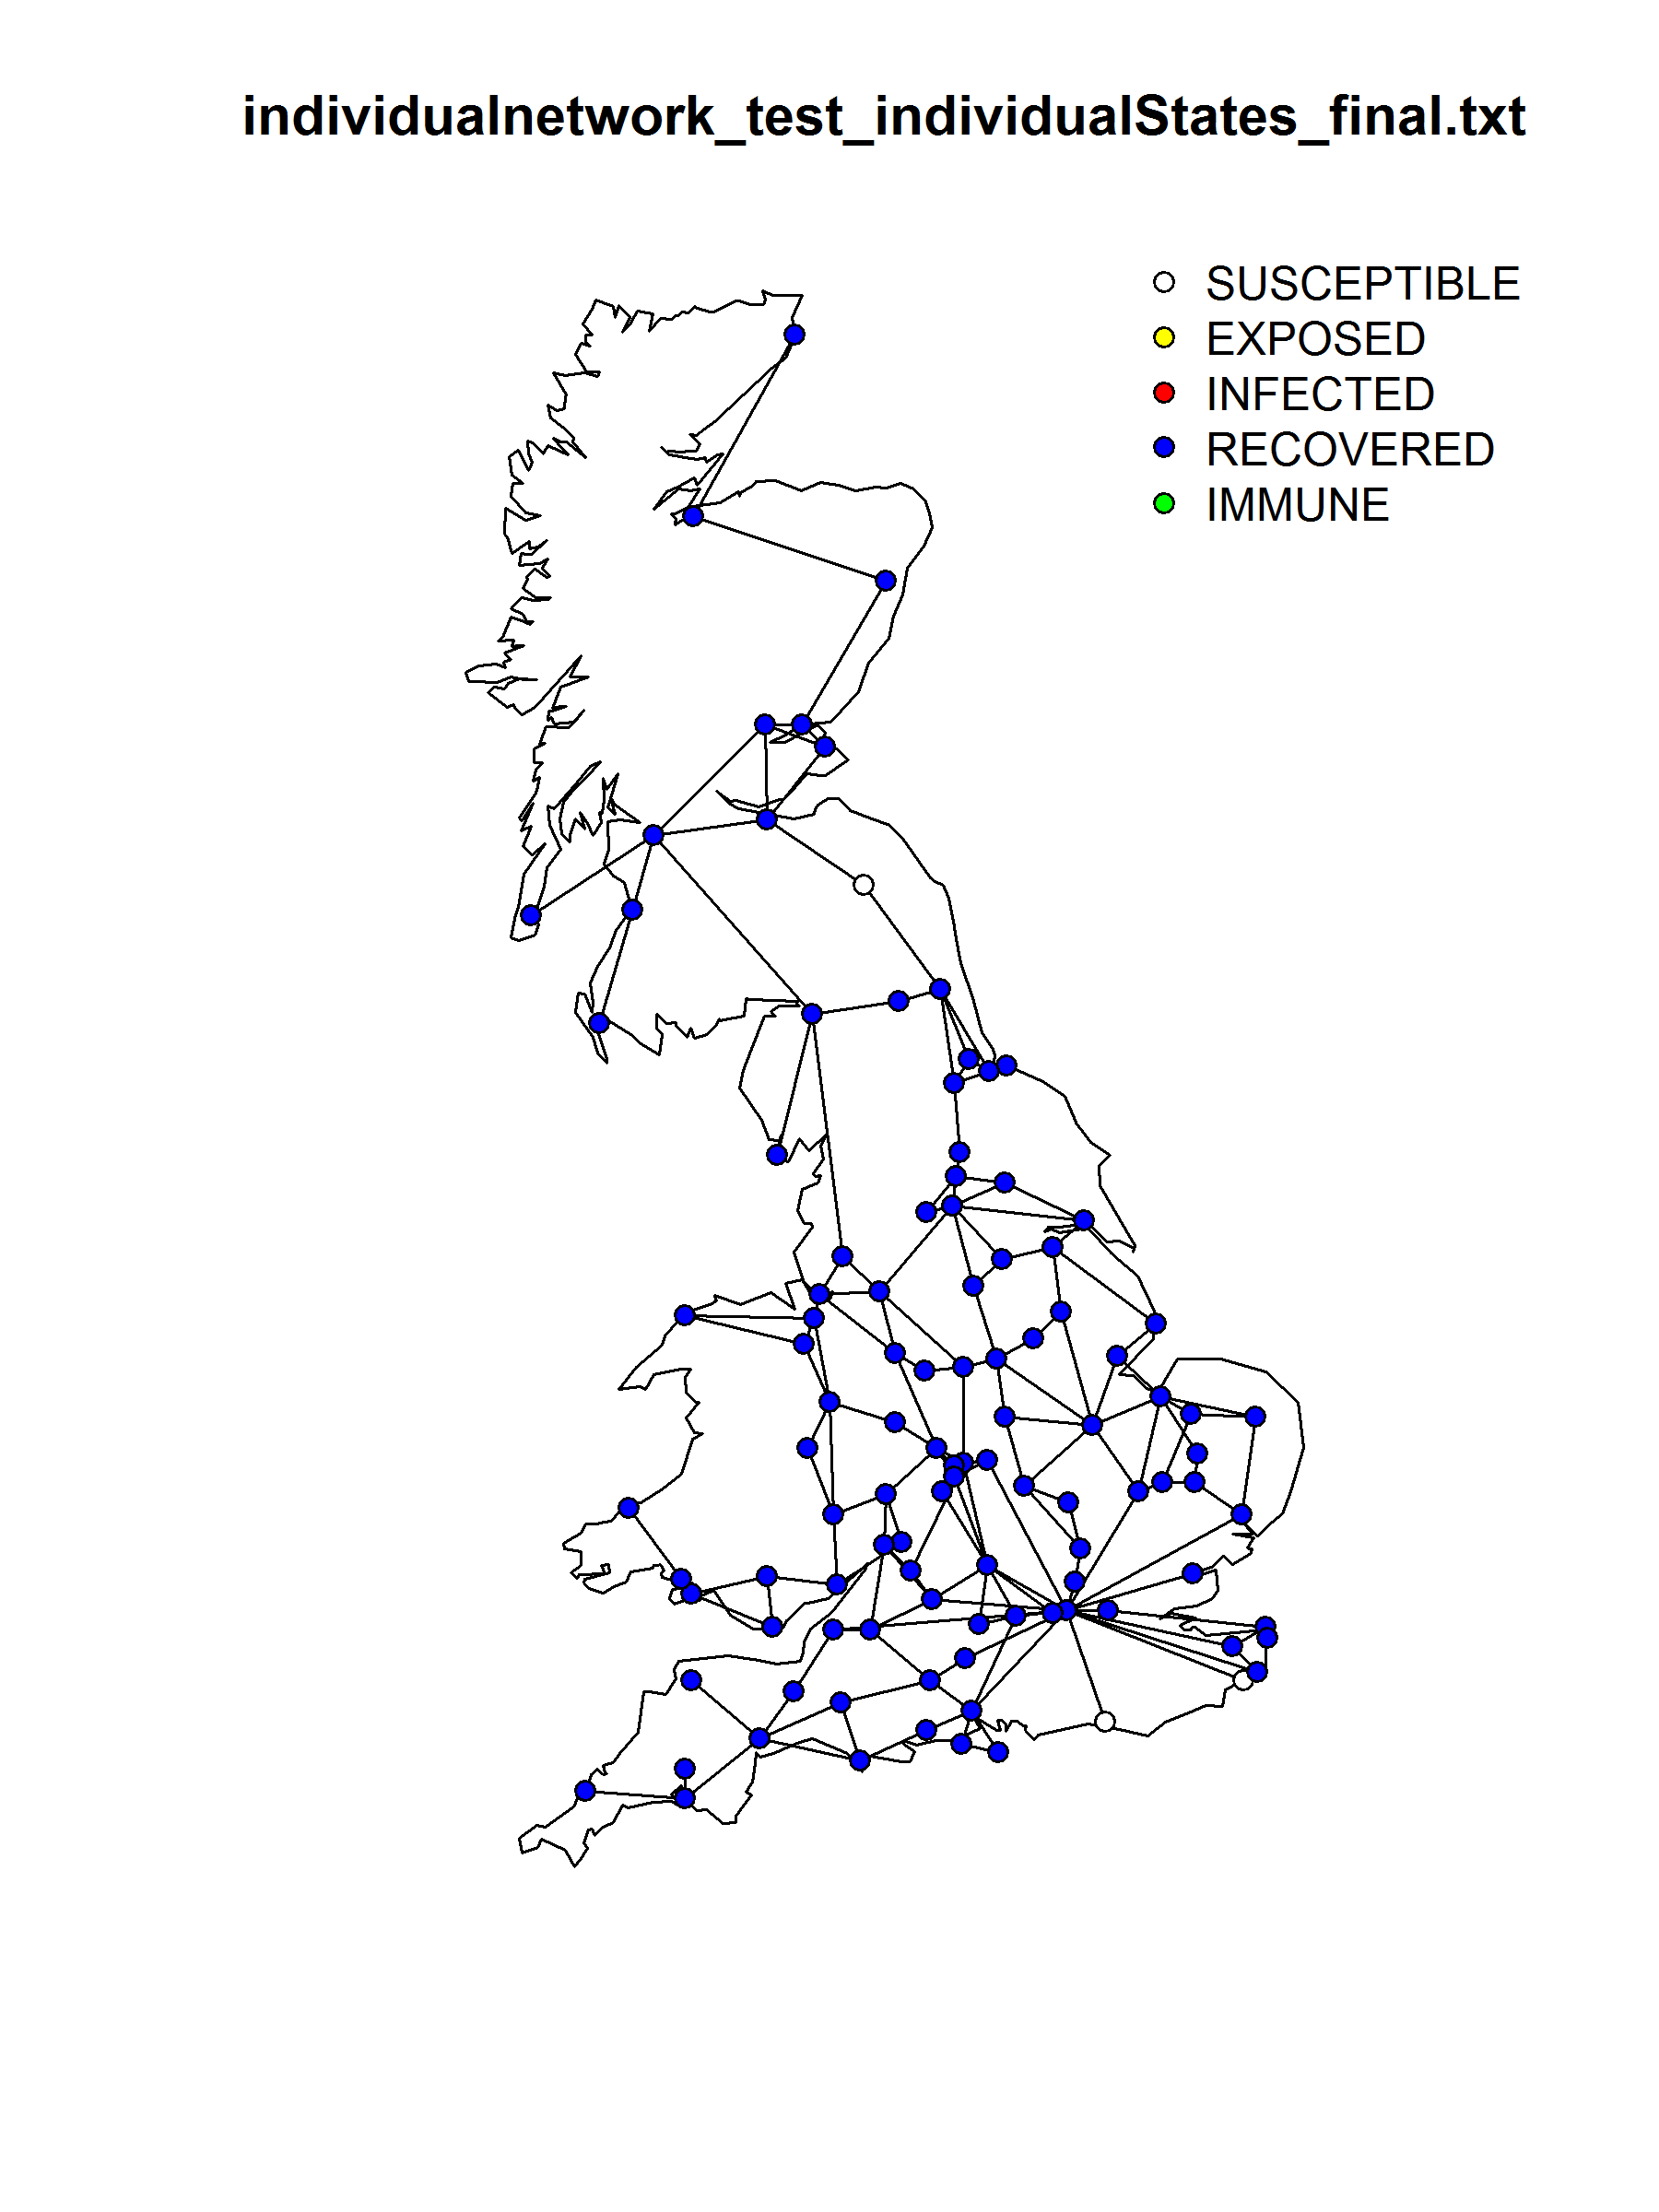 individualnetwork_test_individualStates_final.txt
SUSCEPTIBLE
EXPOSED
INFECTED
RECOVERED
IMMUNE